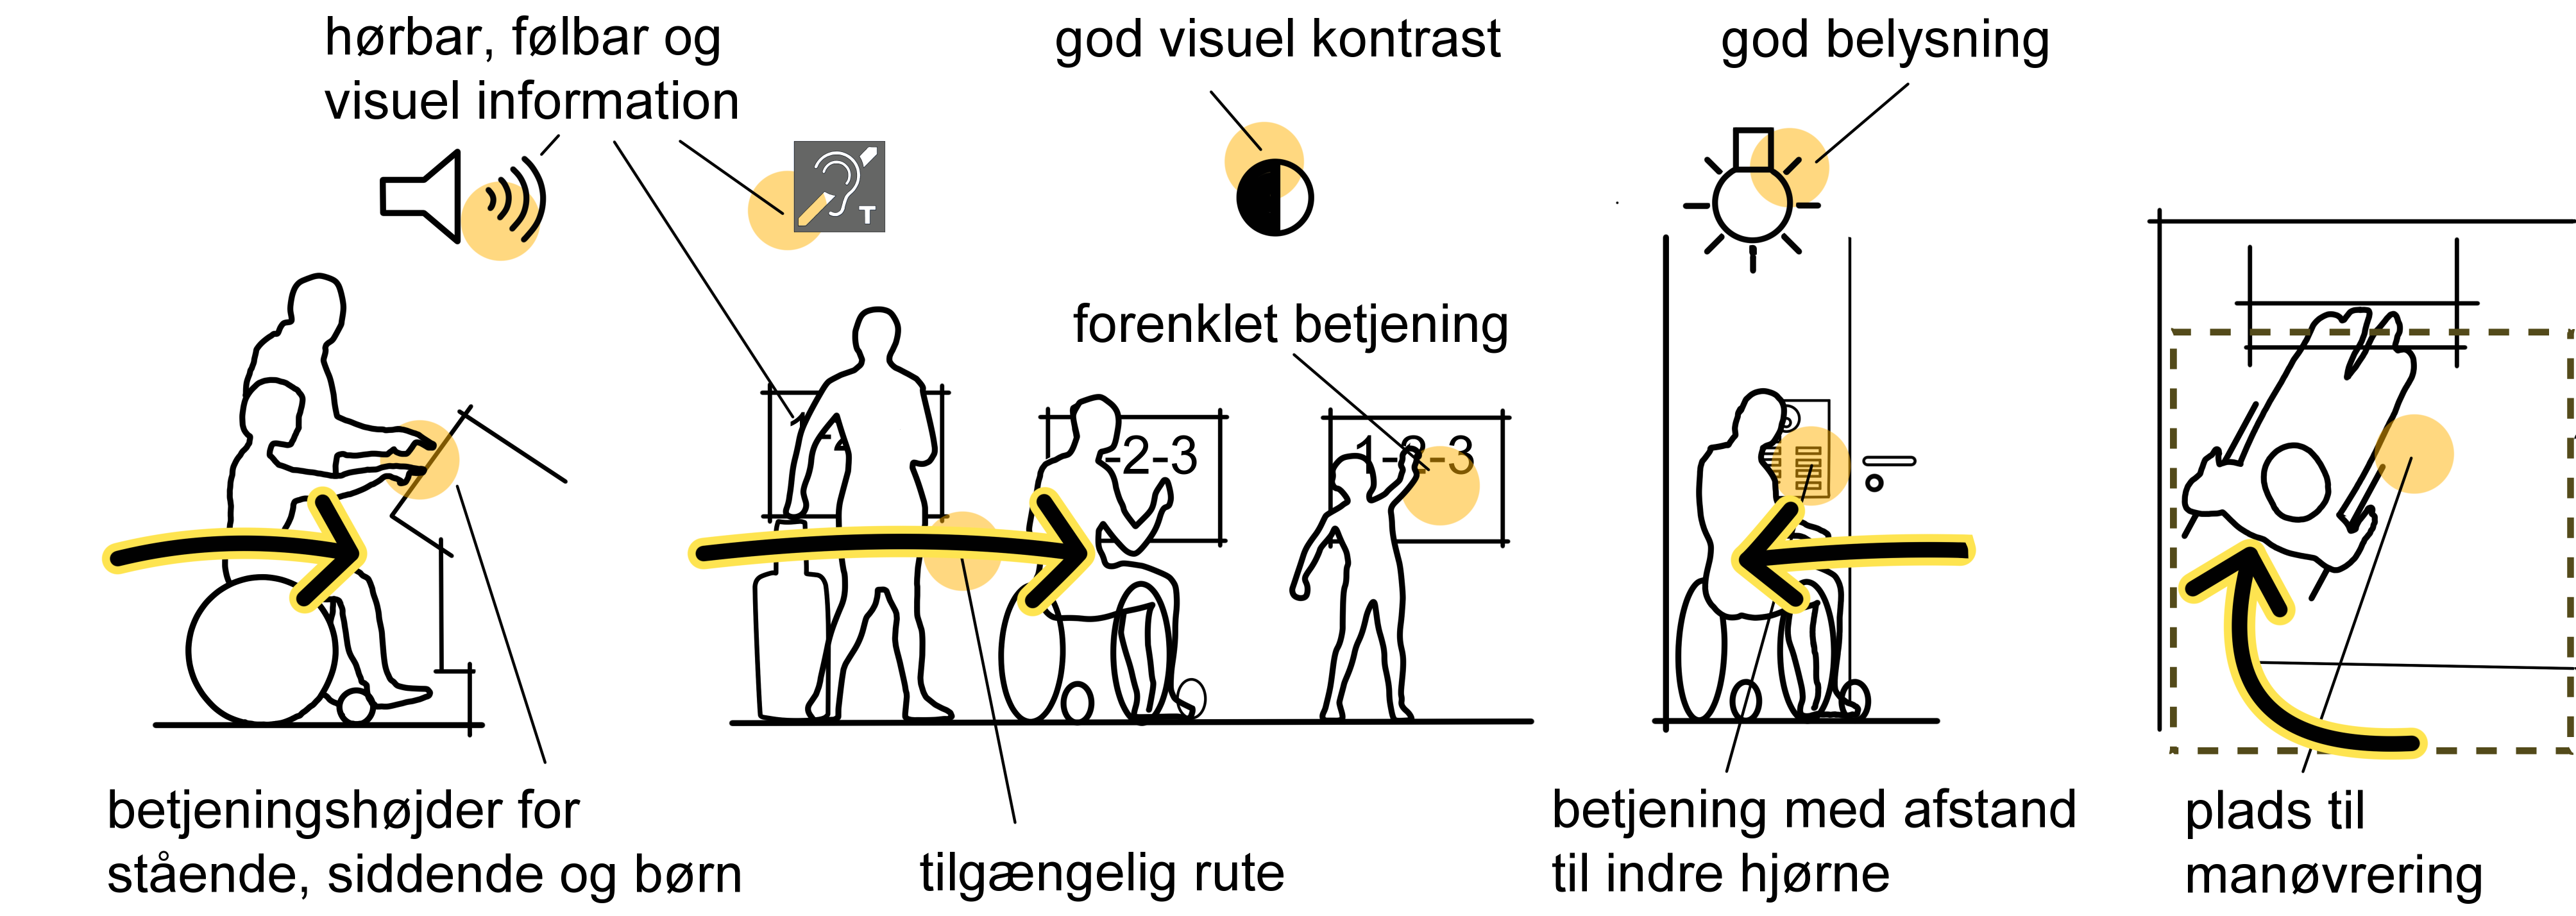 hørbar, følbar og
visuel information
god visuel kontrast
god belysning
T
forenklet betjening
-2-3
1-2-3
betjeningshøjder for
stående, siddende og børn
tilgængelig rute
betjening med afstand
til indre hjørne
plads til
manøvrering